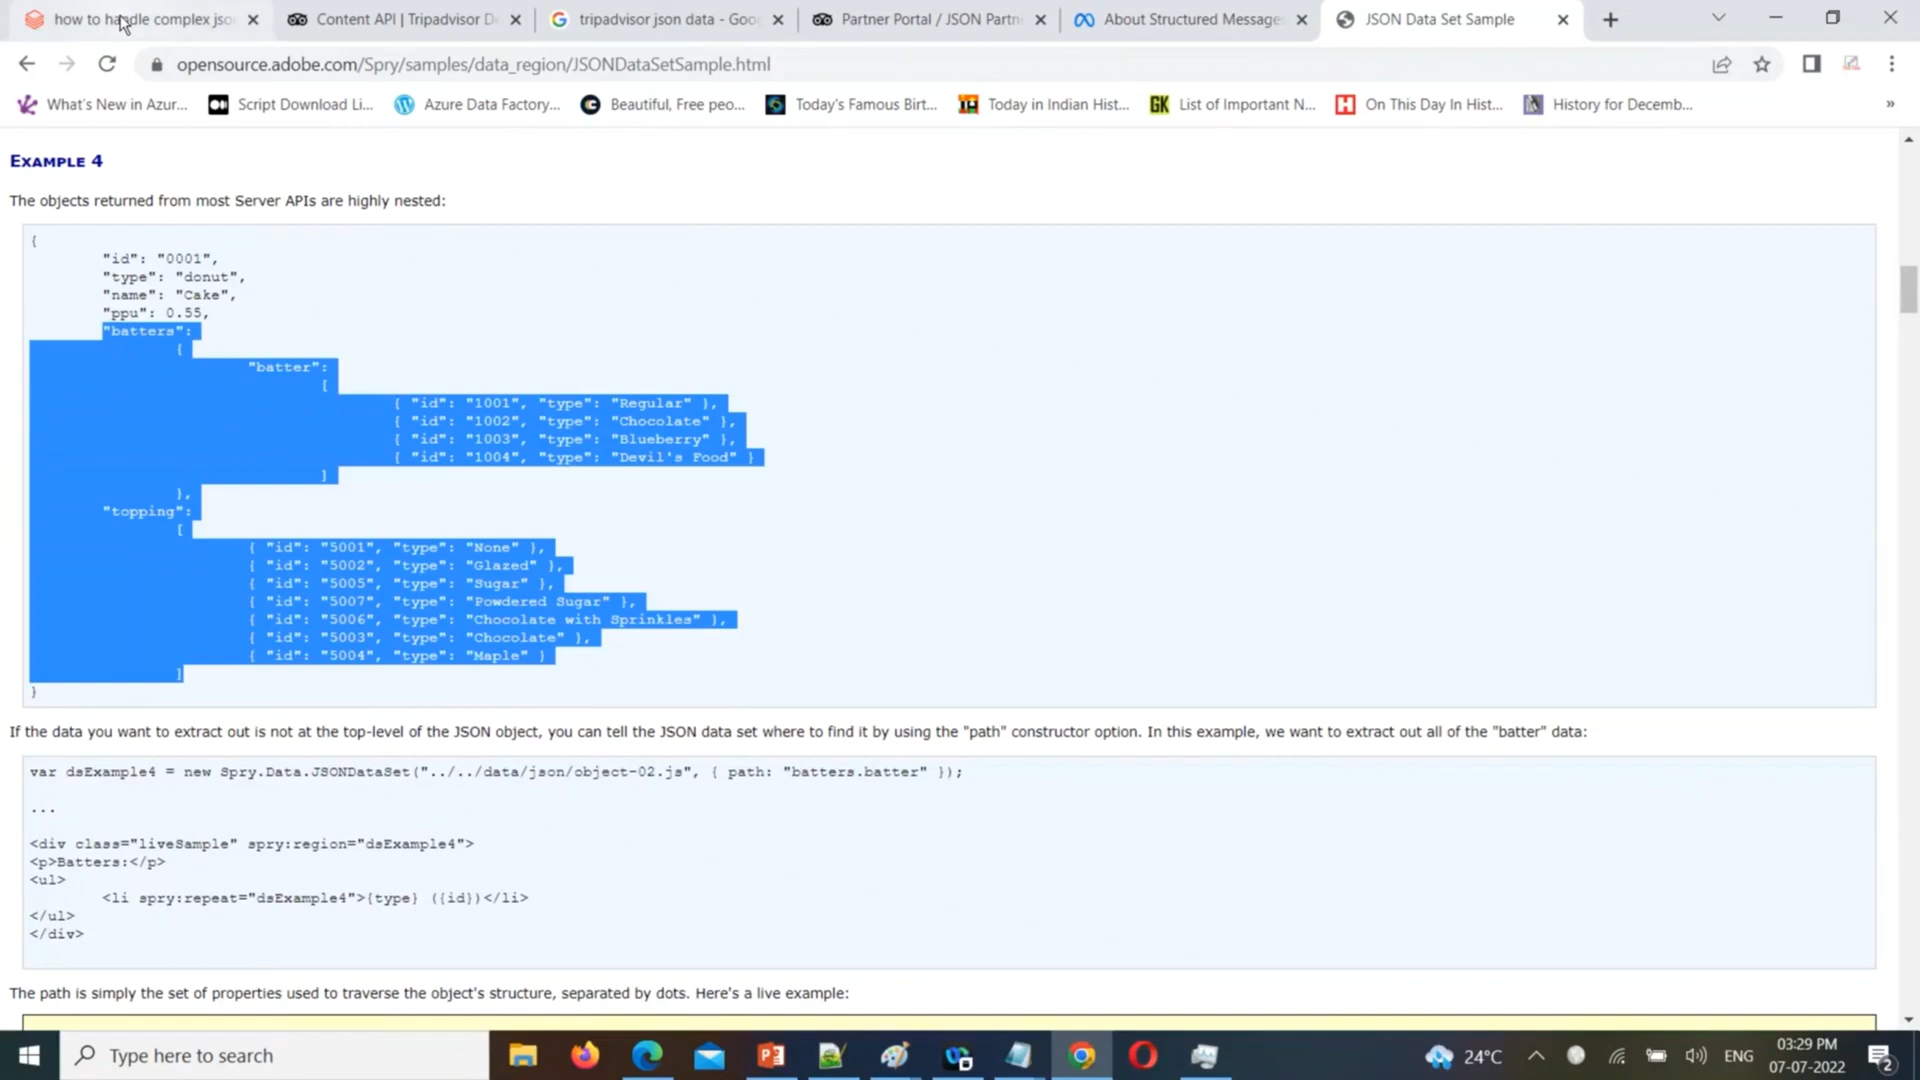 how to handle complex jso
Content API | Tripadvisor De
tripadvisor json data - Goog
Partner Portal / JSON Partn
About Structured Messages
JSON Data Set Sample
opensource.adobe.com/Spry/samples/data_region/JSONDataSetSample.html
What's New in Azur...
Script Download Li...
Azure Data Factory...
Beautiful, Free peo...
Today's Famous Birt...
Today in Indian Hist...
GK List of Important N...
H On This Day In Hist...
History for Decemb...
»
EXAMPLE 4
The objects returned from most Server APIs are highly nested:
{
"id": "0001",
"type": "donut",
"name": "Cake",
"ppu": 0.55,
"batters":
{
"batter":
[
{ "id": "1001", "type": "Regular" },
{ "id": "1002", "type": "Chocolate" },
{ "id": "1003", "type": "Blueberry" },
{ "id": "1004", "type": "Devil's Food" }
]
},
"topping":
[
{ "id": "5001", "type": "None" },
{ "id": "5002", "type": "Glazed" },
{ "id": "5005", "type": "Sugar" },
{ "id": "5007", "type": "Powdered Sugar" },
{ "id": "5006", "type": "Chocolate with Sprinkles" },
{ "id": "5003", "type": "Chocolate" },
{ "id": "5004", "type": "Maple" }
]
}
If the data you want to extract out is not at the top-level of the JSON object, you can tell the JSON data set where to find it by using the "path" constructor option. In this example, we want to extract out all of the "batter" data:
var dsExample4 = new Spry.Data.JSONDataSet("../../data/json/object-02.js", { path: "batters.batter" });
...
<div class="liveSample" spry:region="dsExample4">
<p>Batters:</p>
<ul>
<li spry:repeat="dsExample4">{type} ({id})</li>
</ul>
</div>
The path is simply the set of properties used to traverse the object's structure, separated by dots. Here's a live example:
Type here to search
24°C
ENG
03:29 PM
07-07-2022
2